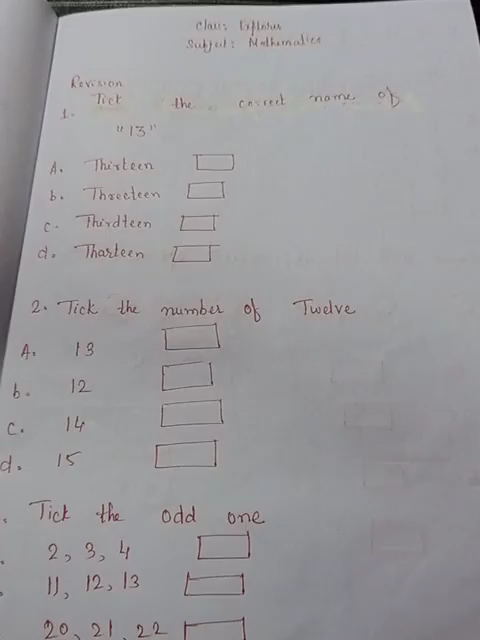 Class: Explorers
Subject: Mathematics
Revision
1. Tick the correct name of
"13"
A. Thirteen
b. Threeteen
c. Thirdteen
d. Tharteen
2. Tick the number of Twelve
A. 13
b. 12
c. 14
d. 15
. Tick the odd one
. 2, 3, 4
. 11, 12, 13
20, 21, 22